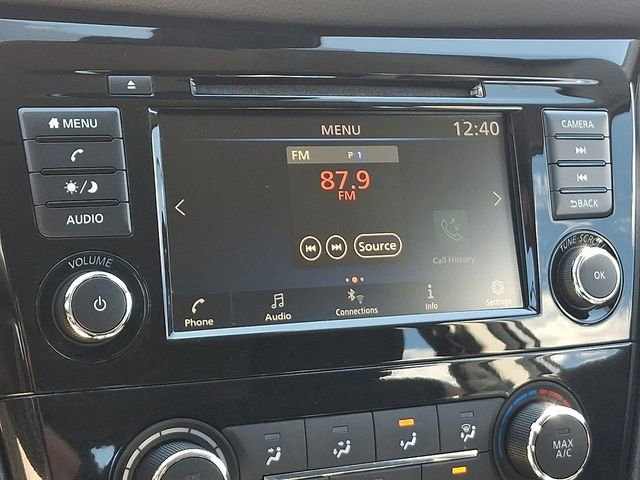 MENU
AUDIO
VOLUME
MENU 12:40
FM P 1
87.9
FM
Source
Call History
Phone
Audio
Connections
Info
Settings
CAMERA
BACK
TUNE SCROLL
OK
MAX
A/C